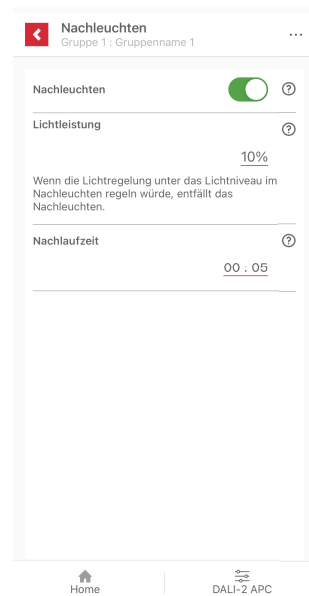 Nachleuchten
Gruppe 1 : Gruppenname 1
...
Nachleuchten
?
Lichtleistung
?
10%
Wenn die Lichtregelung unter das Lichtniveau im
Nachleuchten regeln würde, entfällt das
Nachleuchten.
Nachlaufzeit
?
00 . 05
Home
DALI-2 APC